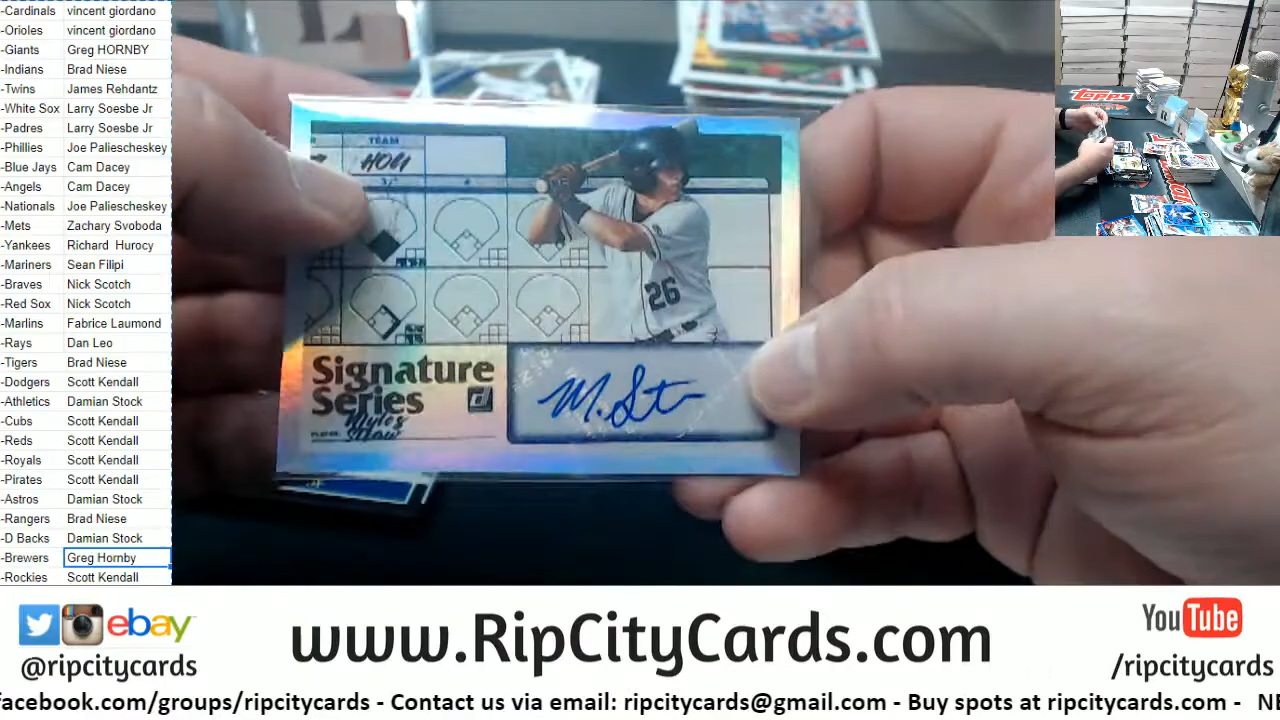 -Cardinals vincent giordano
-Orioles vincent giordano
-Giants Greg HORNBY
-Indians Brad Niese
-Twins James Rehdantz
-White Sox Larry Soesbe Jr
-Padres Larry Soesbe Jr
-Phillies Joe Paliescheskey
-Blue Jays Cam Dacey
-Angels Cam Dacey
-Nationals Joe Paliescheskey
-Mets Zachary Svoboda
-Yankees Richard Hurocy
-Mariners Sean Filipi
-Braves Nick Scotch
-Red Sox Nick Scotch
-Marlins Fabrice Laumond
-Rays Dan Leo
-Tigers Brad Niese
-Dodgers Scott Kendall
-Athletics Damian Stock
-Cubs Scott Kendall
-Reds Scott Kendall
-Royals Scott Kendall
-Pirates Scott Kendall
-Astros Damian Stock
-Rangers Brad Niese
-D Backs Damian Stock
-Brewers Greg Hornby
-Rockies Scott Kendall
TEAM
HOU
26
Signature
Series
Myles
Straw
topps
ebay
@ripcitycards
www.RipCityCards.com
YouTube
/ripcitycards
facebook.com/groups/ripcitycards - Contact us via email: ripcitycards@gmail.com - Buy spots at ripcitycards.com - NE